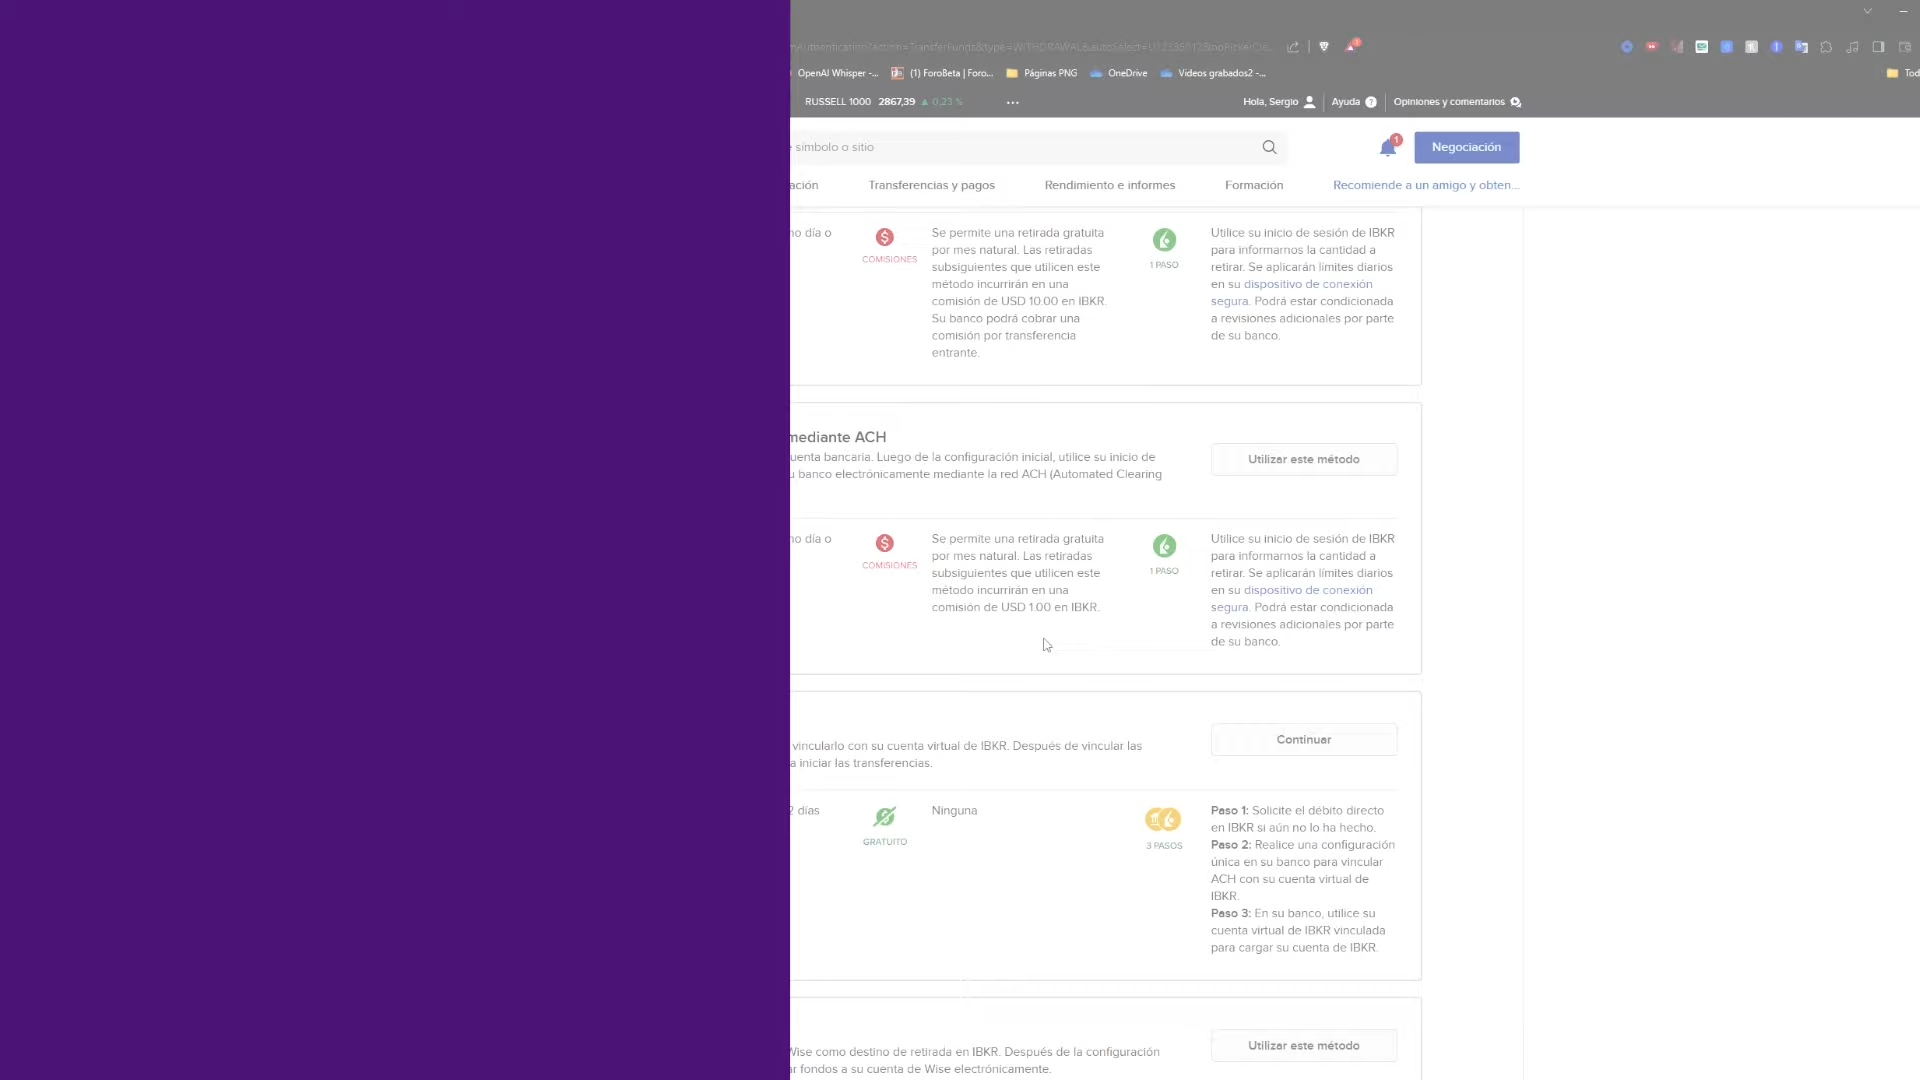 OpenAI Whisper -...
(1) ForoBeta | Foro...
Páginas PNG
OneDrive
Videos grabados2 -...
Tod
RUSSELL 1000 2867,39 ▲ 0,23 %
...
Hola, Sergio
Ayuda ?
Opiniones y comentarios
símbolo o sitio
1
Negociación
ación
Transferencias y pagos
Rendimiento e informes
Formación
Recomiende a un amigo y obten...
no día o
COMISIONES
Se permite una retirada gratuita
por mes natural. Las retiradas
subsiguientes que utilicen este
método incurrirán en una
comisión de USD 10.00 en IBKR.
Su banco podrá cobrar una
comisión por transferencia
entrante.
1 PASO
Utilice su inicio de sesión de IBKR
para informarnos la cantidad a
retirar. Se aplicarán límites diarios
en su dispositivo de conexión
segura. Podrá estar condicionada
a revisiones adicionales por parte
de su banco.
mediante ACH
uenta bancaria. Luego de la configuración inicial, utilice su inicio de
u banco electrónicamente mediante la red ACH (Automated Clearing
Utilizar este método
no día o
COMISIONES
Se permite una retirada gratuita
por mes natural. Las retiradas
subsiguientes que utilicen este
método incurrirán en una
comisión de USD 1.00 en IBKR.
1 PASO
Utilice su inicio de sesión de IBKR
para informarnos la cantidad a
retirar. Se aplicarán límites diarios
en su dispositivo de conexión
segura. Podrá estar condicionada
a revisiones adicionales por parte
de su banco.
vincularlo con su cuenta virtual de IBKR. Después de vincular las
a iniciar las transferencias.
Continuar
2 días
GRATUITO
Ninguna
3 PASOS
Paso 1: Solicite el débito directo
en IBKR si aún no lo ha hecho.
Paso 2: Realice una configuración
única en su banco para vincular
ACH con su cuenta virtual de
IBKR.
Paso 3: En su banco, utilice su
cuenta virtual de IBKR vinculada
para cargar su cuenta de IBKR.
Wise como destino de retirada en IBKR. Después de la configuración
ar fondos a su cuenta de Wise electrónicamente.
Utilizar este método